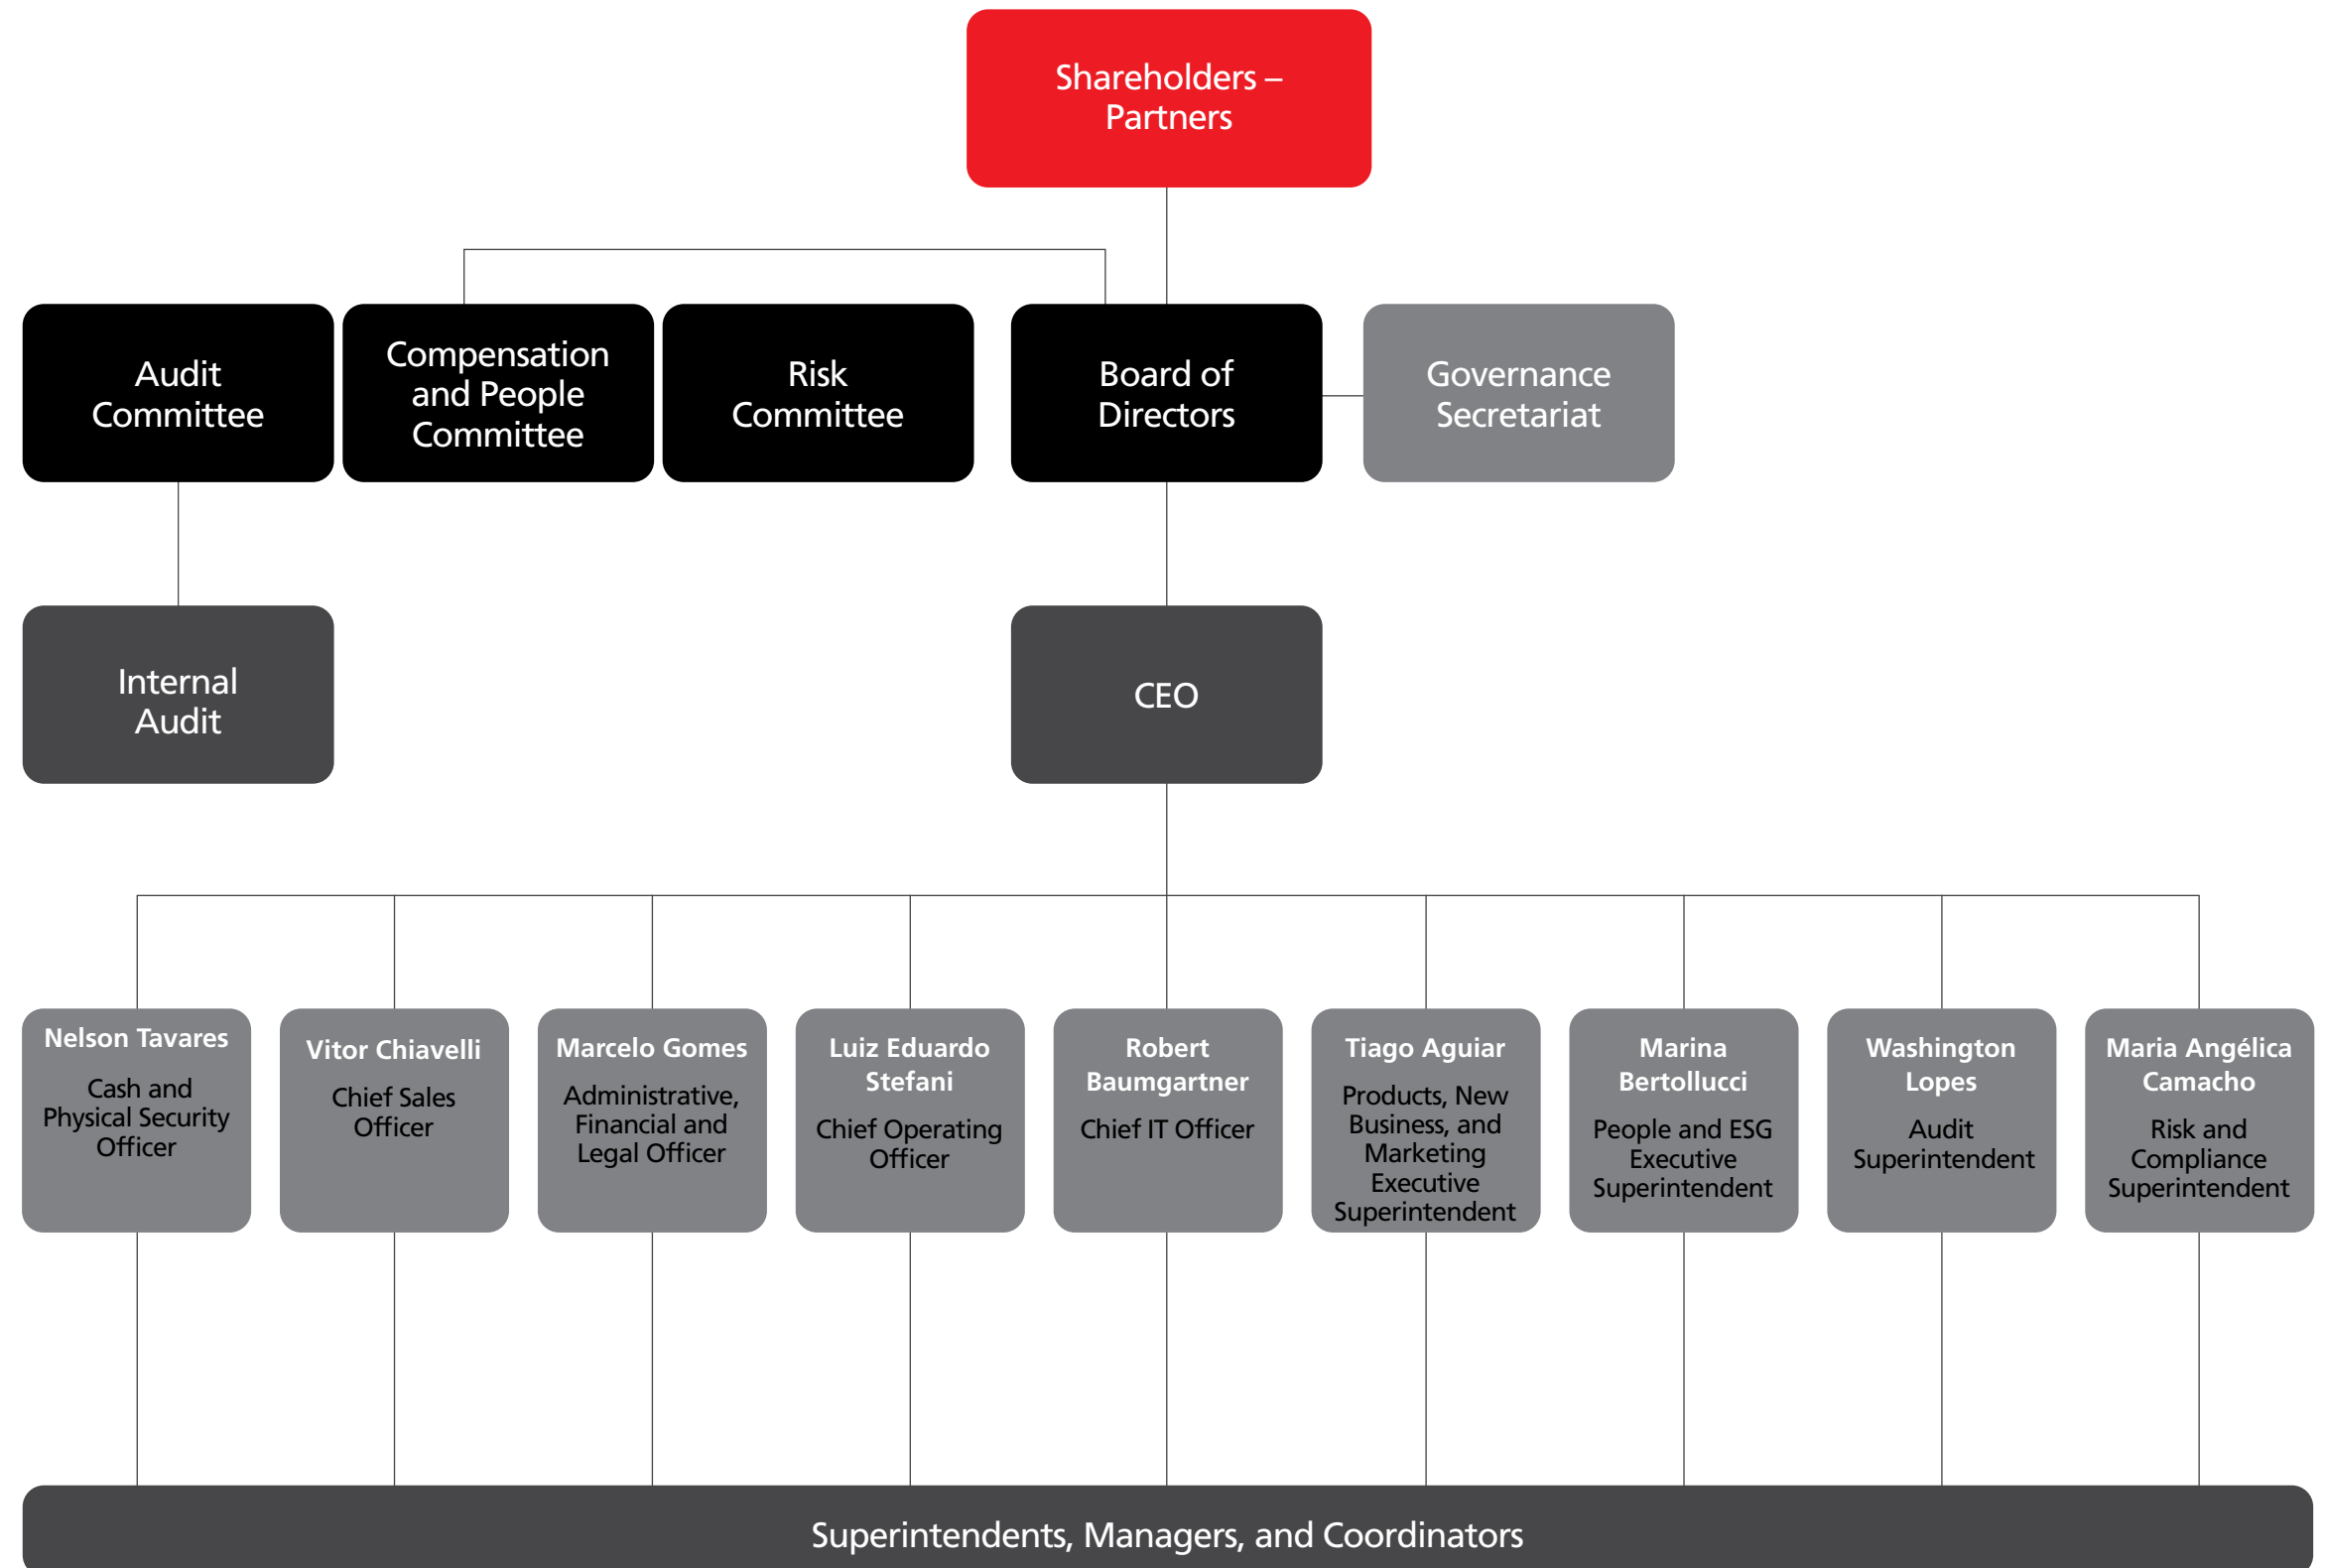 Shareholders –
Partners
Audit
Committee
Compensation
and People
Committee
Risk
Committee
Board of
Directors
Governance
Secretariat
Internal
Audit
CEO
Nelson Tavares
Cash and
Physical Security
Officer
Vitor Chiavelli
Chief Sales
Officer
Marcelo Gomes
Administrative,
Financial and
Legal Officer
Luiz Eduardo
Stefani
Chief Operating
Officer
Robert
Baumgartner
Chief IT Officer
Tiago Aguiar
Products, New
Business, and
Marketing
Executive
Superintendent
Marina
Bertollucci
People and ESG
Executive
Superintendent
Washington
Lopes
Audit
Superintendent
Maria Angélica
Camacho
Risk and
Compliance
Superintendent
Superintendents, Managers, and Coordinators